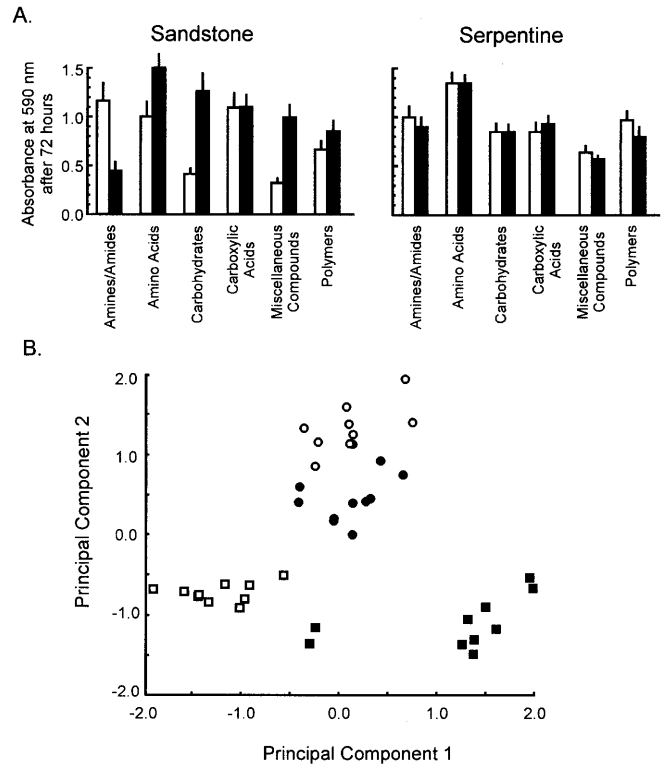 A.
Sandstone
Serpentine
Absorbance at 590 nm
after 72 hours
1.5
1.0
0.5
0.0
Amines/Amides
Amino Acids
Carbohydrates
Carboxylic
Acids
Miscellaneous
Compounds
Polymers
Amines/Amides
Amino Acids
Carbohydrates
Carboxylic
Acids
Miscellaneous
Compounds
Polymers
B.
Principal Component 2
2.0
1.0
0.0
-1.0
-2.0
-2.0 -1.0 0.0 1.0 2.0
Principal Component 1